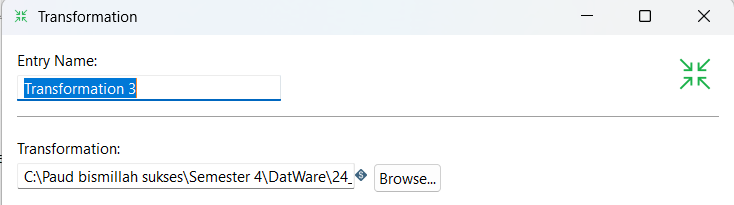 Transformation
Entry Name:
Transformation 3
Transformation:
C:\Paud bismillah sukses\Semester 4\DatWare\24_
Browse...